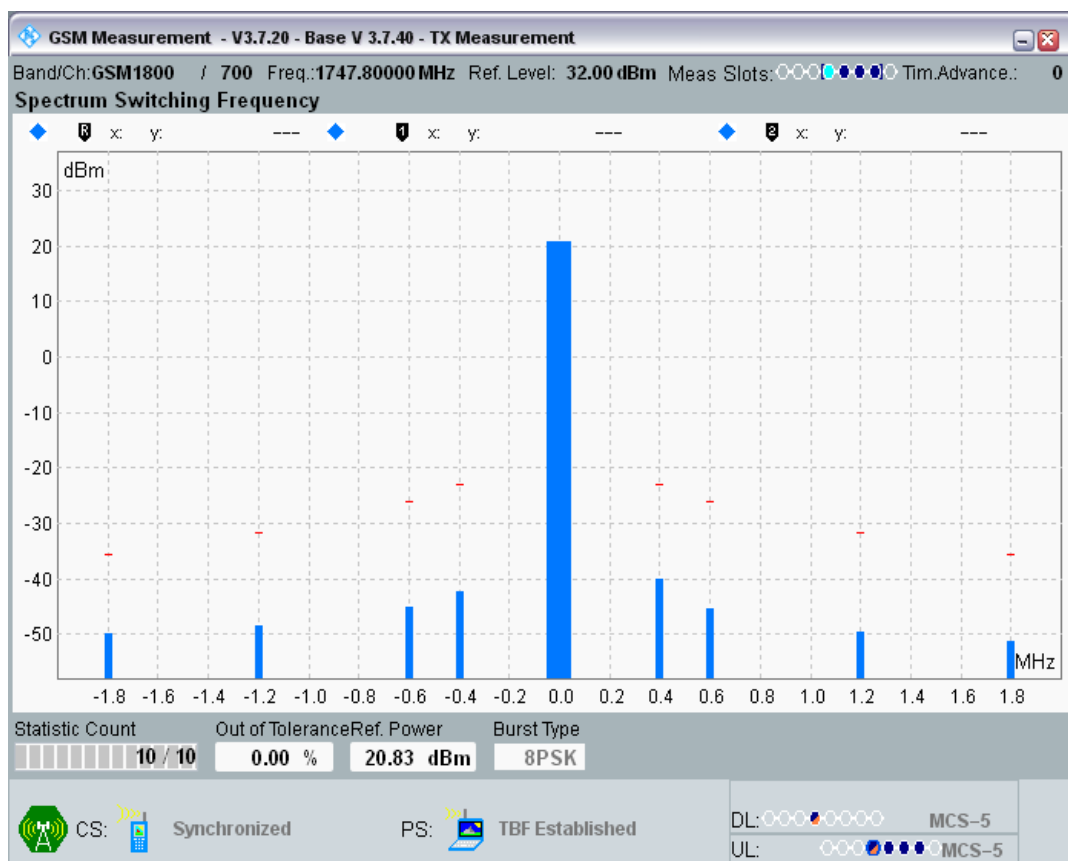 GSM Measurement - V3.7.20 - Base V 3.7.40 - TX Measurement
Band/Ch:GSM1800 / 700 Freq.:1747.80000 MHz Ref. Level: 32.00 dBm Meas Slots: Tim.Advance.: 0
Spectrum Switching Frequency
R x: y: --- 1 x: y: --- 2 x: y: ---
dBm
30
20
10
0
-10
-20
-30
-40
-50
MHz
-1.8 -1.6 -1.4 -1.2 -1.0 -0.8 -0.6 -0.4 -0.2 0.0 0.2 0.4 0.6 0.8 1.0 1.2 1.4 1.6 1.8
Statistic Count Out of Tolerance Ref. Power Burst Type
10 / 10 0.00 % 20.83 dBm 8PSK
CS: Synchronized PS: TBF Established
DL: MCS-5
UL: MCS-5